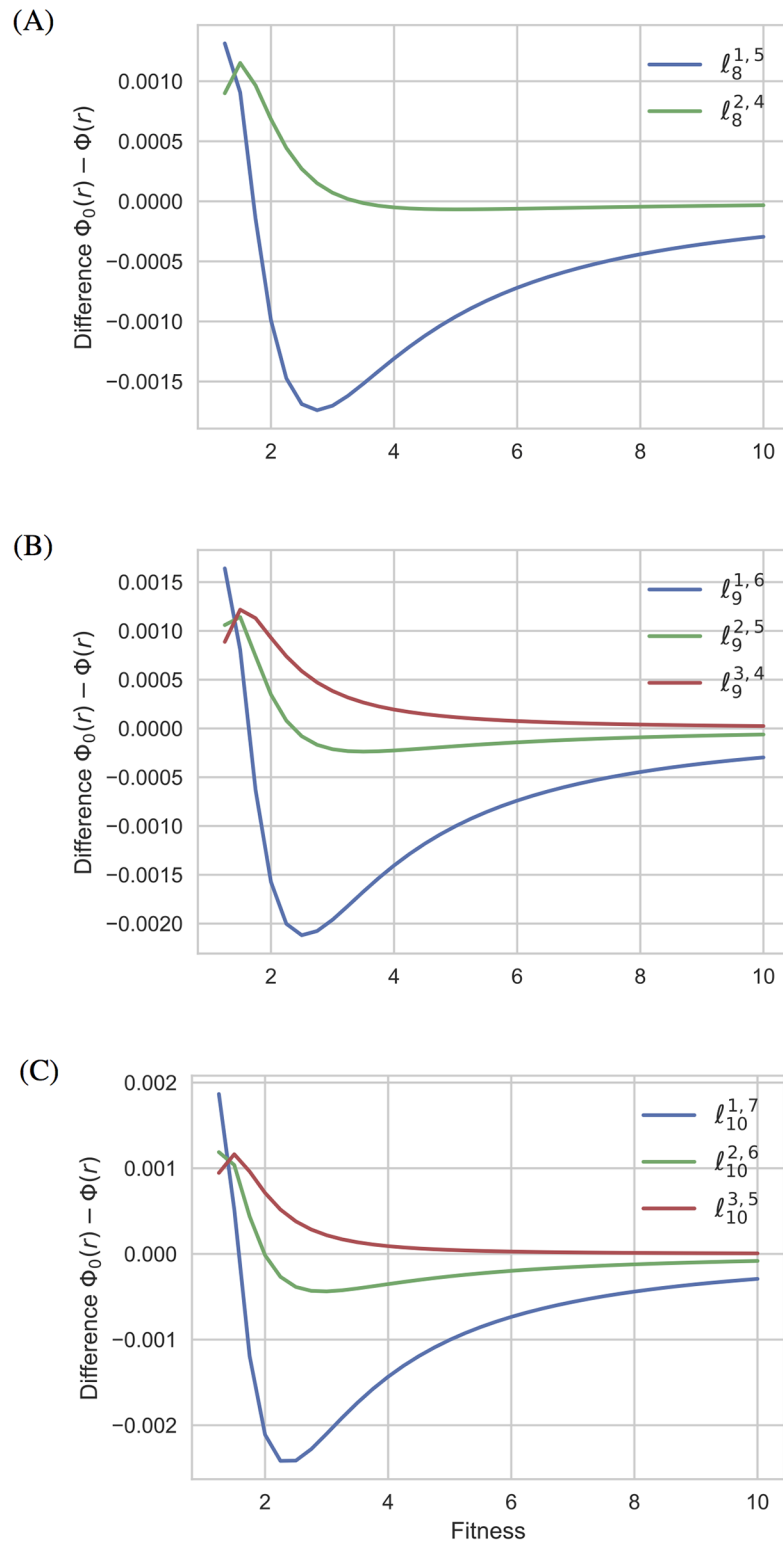 (A)
0.0010
0.0005
0.0000
−0.0005
−0.0010
−0.0015
Difference Φ₀(r) − Φ(r)
ℓ₈¹,⁵
ℓ₈²,⁴
2 4 6 8 10
(B)
0.0015
0.0010
0.0005
0.0000
−0.0005
−0.0010
−0.0015
−0.0020
Difference Φ₀(r) − Φ(r)
ℓ₉¹,⁶
ℓ₉²,⁵
ℓ₉³,⁴
2 4 6 8 10
(C)
0.002
0.001
0.000
−0.001
−0.002
Difference Φ₀(r) − Φ(r)
ℓ₁₀¹,⁷
ℓ₁₀²,⁶
ℓ₁₀³,⁵
2 4 6 8 10
Fitness